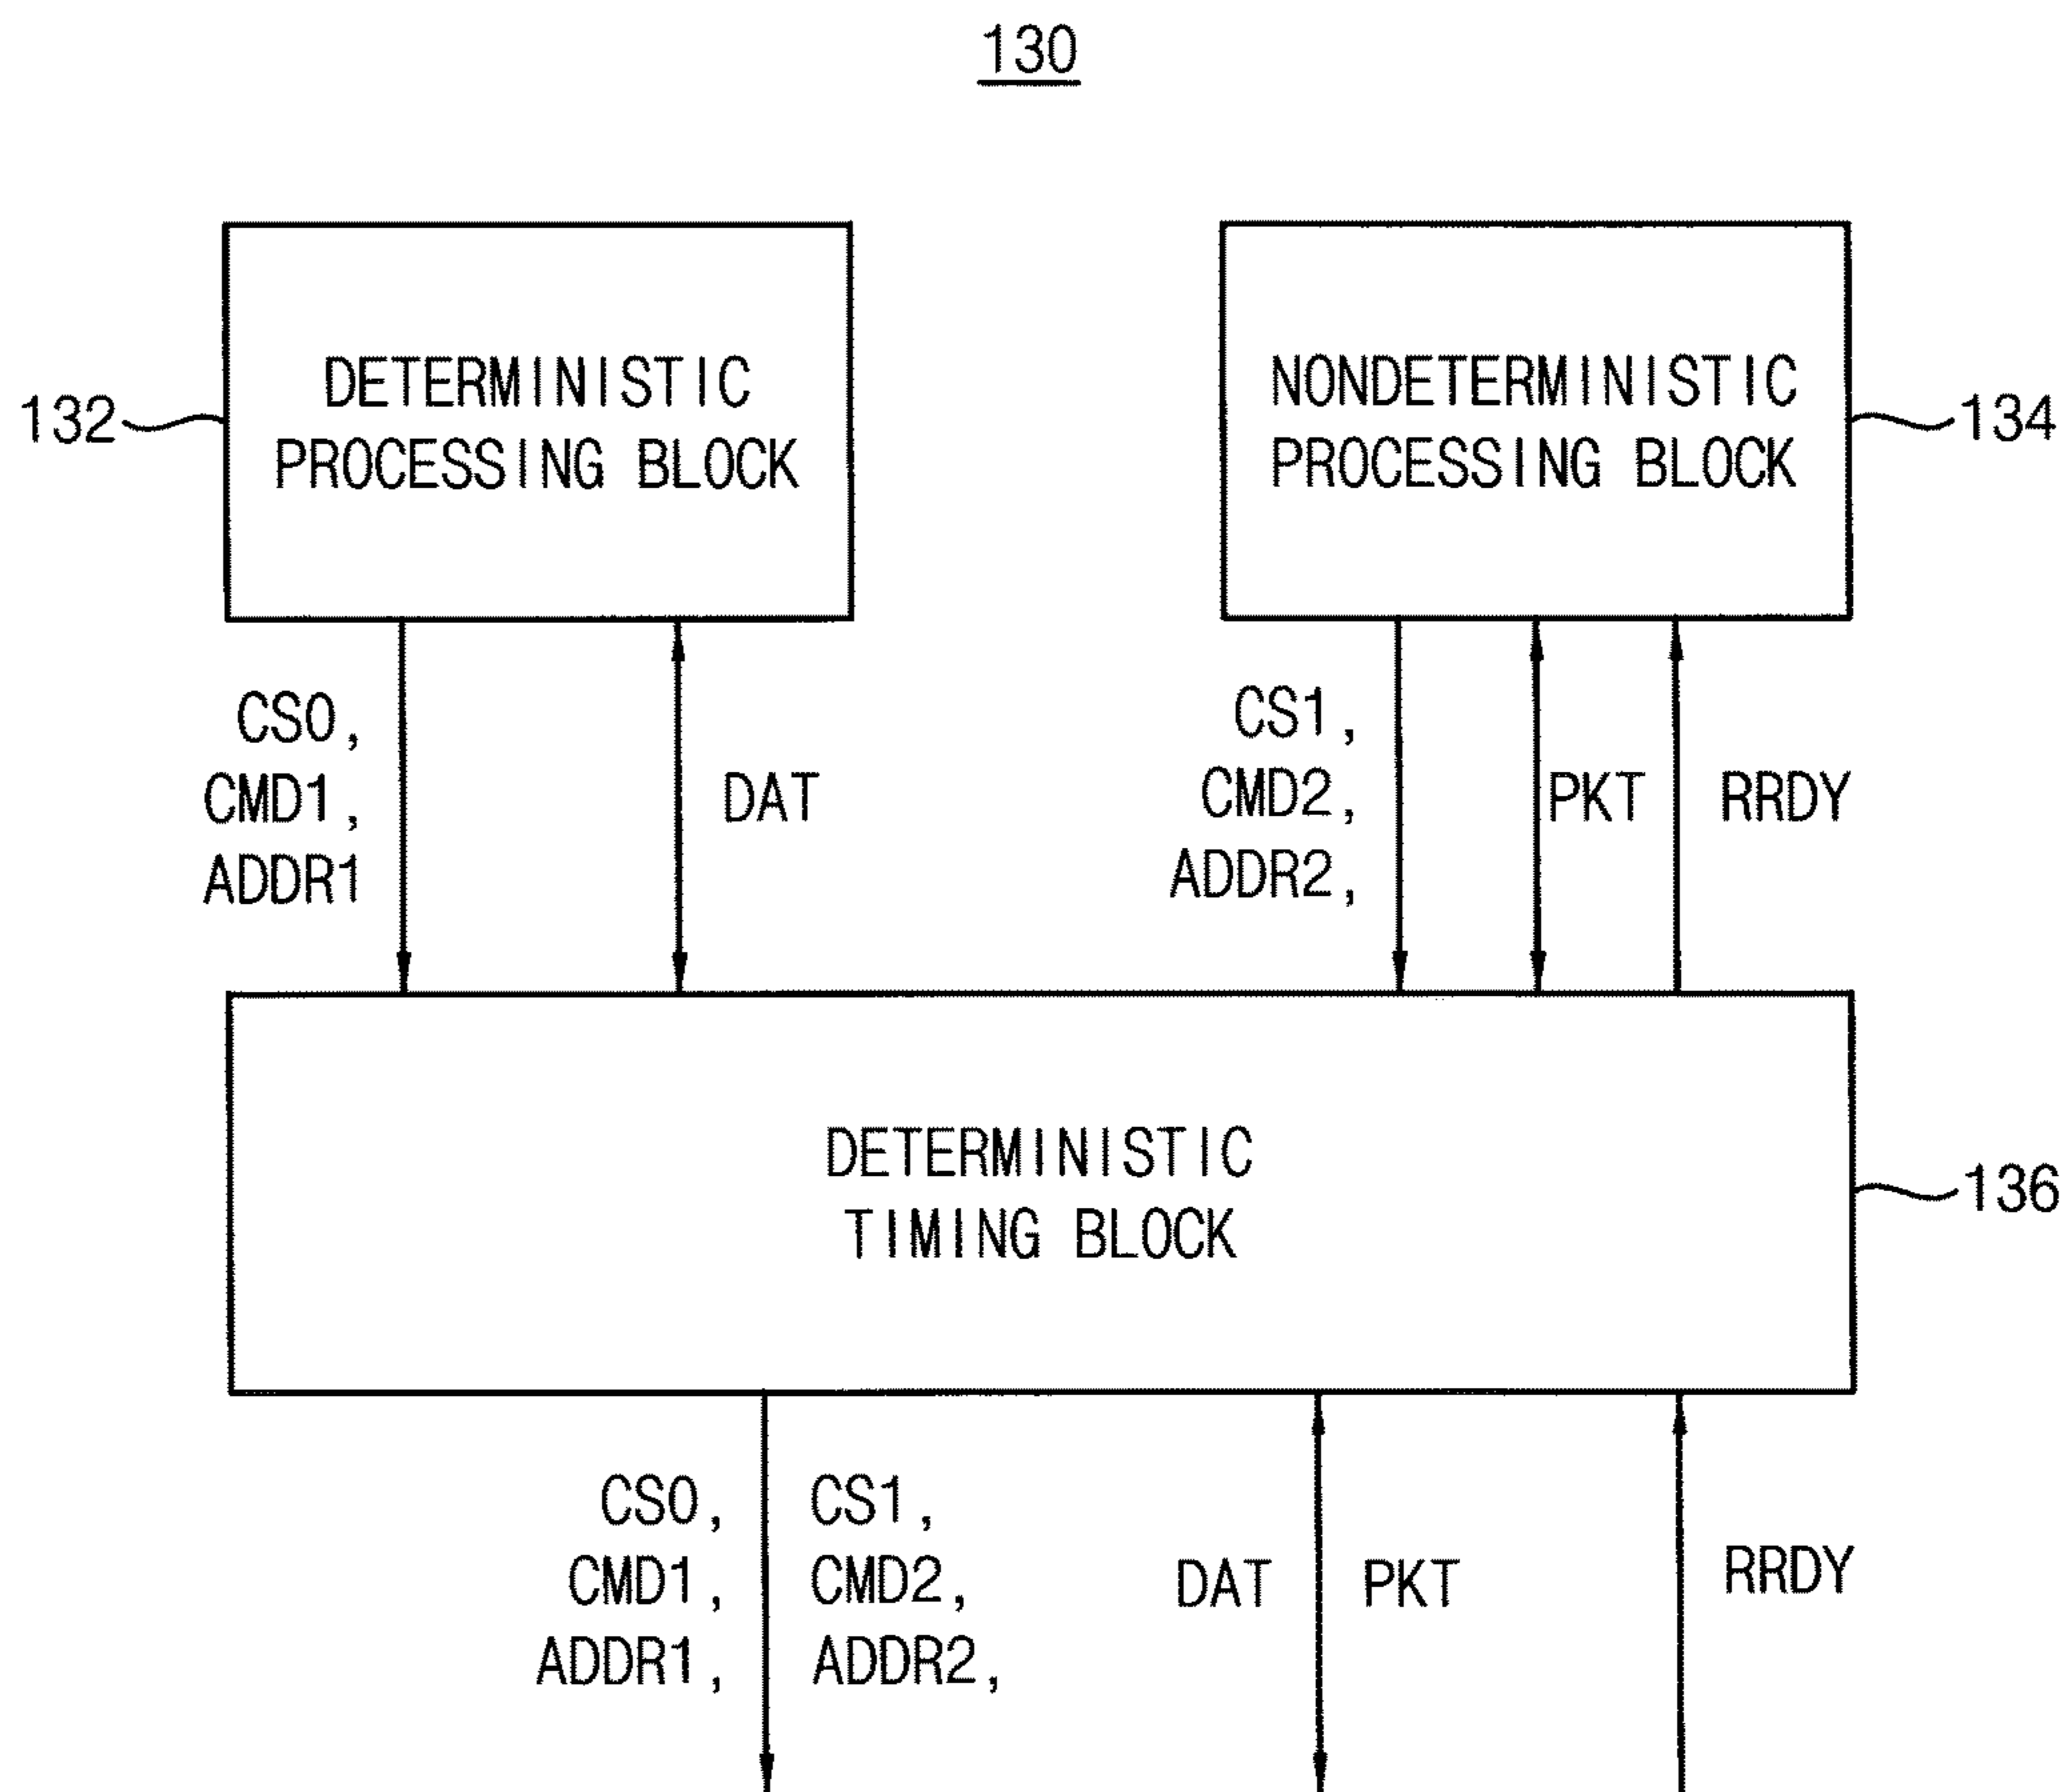 130
DETERMINISTIC
PROCESSING BLOCK
132
NONDETERMINISTIC
PROCESSING BLOCK
134
CS0,
CMD1,
ADDR1
DAT
CS1,
CMD2,
ADDR2,
PKT
RRDY
DETERMINISTIC
TIMING BLOCK
136
CS0,
CMD1,
ADDR1,
CS1,
CMD2,
ADDR2,
DAT
PKT
RRDY